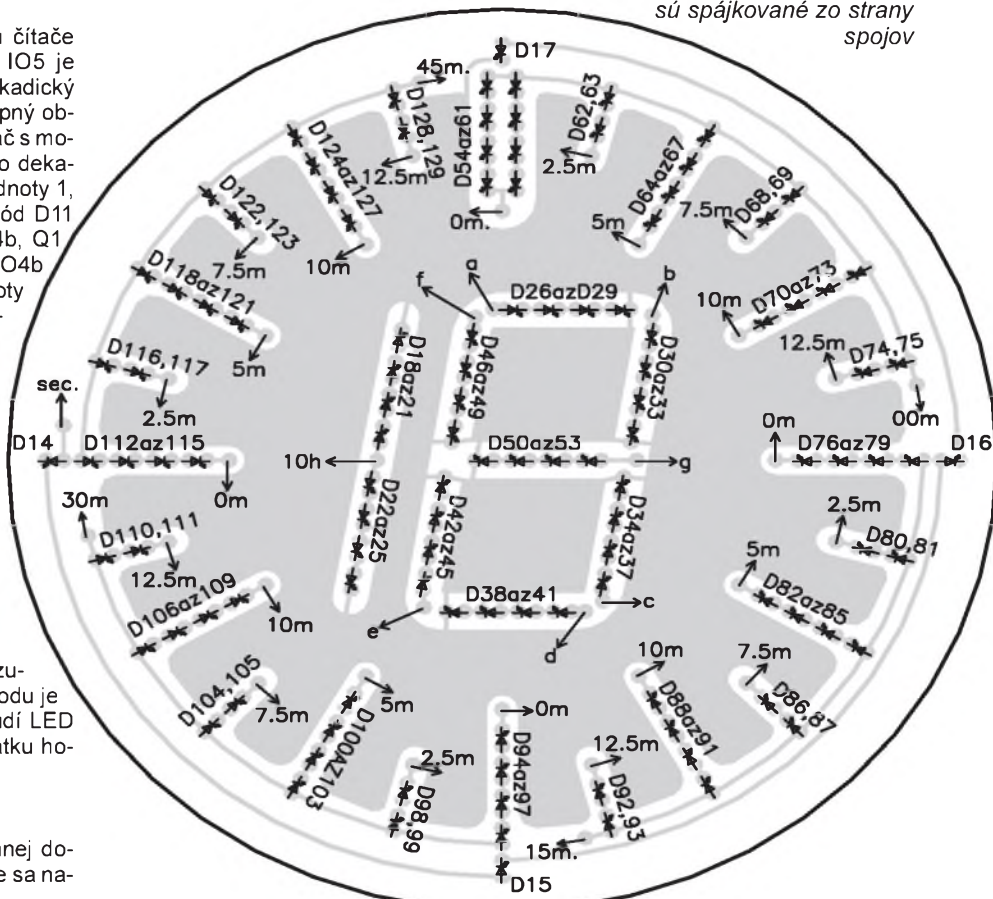 sú spájkované zo strany
spojov
čítače
IO5 je
kadický
pný ob-
ač s mo-
o deka-
dnoty 1,
ód D11
4b, Q1
O4b
oty
-
zu-
odu je
udí LED
atku ho-
nnej do-
e sa na-
D17
45m.
D128,129
12.5m
D54az61
0m.
D62,63
2.5m
D124az127
10m
D64az67
5m
D122,123
7.5m
D68,69
7.5m
D118az121
5m
D70az73
10m
D116,117
2.5m
D74,75
12.5m
00m
sec.
D14
D112az115
0m
0m
D76az79
D16
a
b
f
D26azD29
D18az21
D46az49
D30az33
10h
D50az53
g
D22az25
D42az45
D34az37
D38az41
c
d
e
30m
D110,111
12.5m
2.5m
D80,81
D106az109
10m
5m
D82az85
D104,105
7.5m
7.5m
D86,87
D100AZ103
5m
10m
D88az91
D98,99
2.5m
0m
D94az97
12.5m
D92,93
15m.
D15